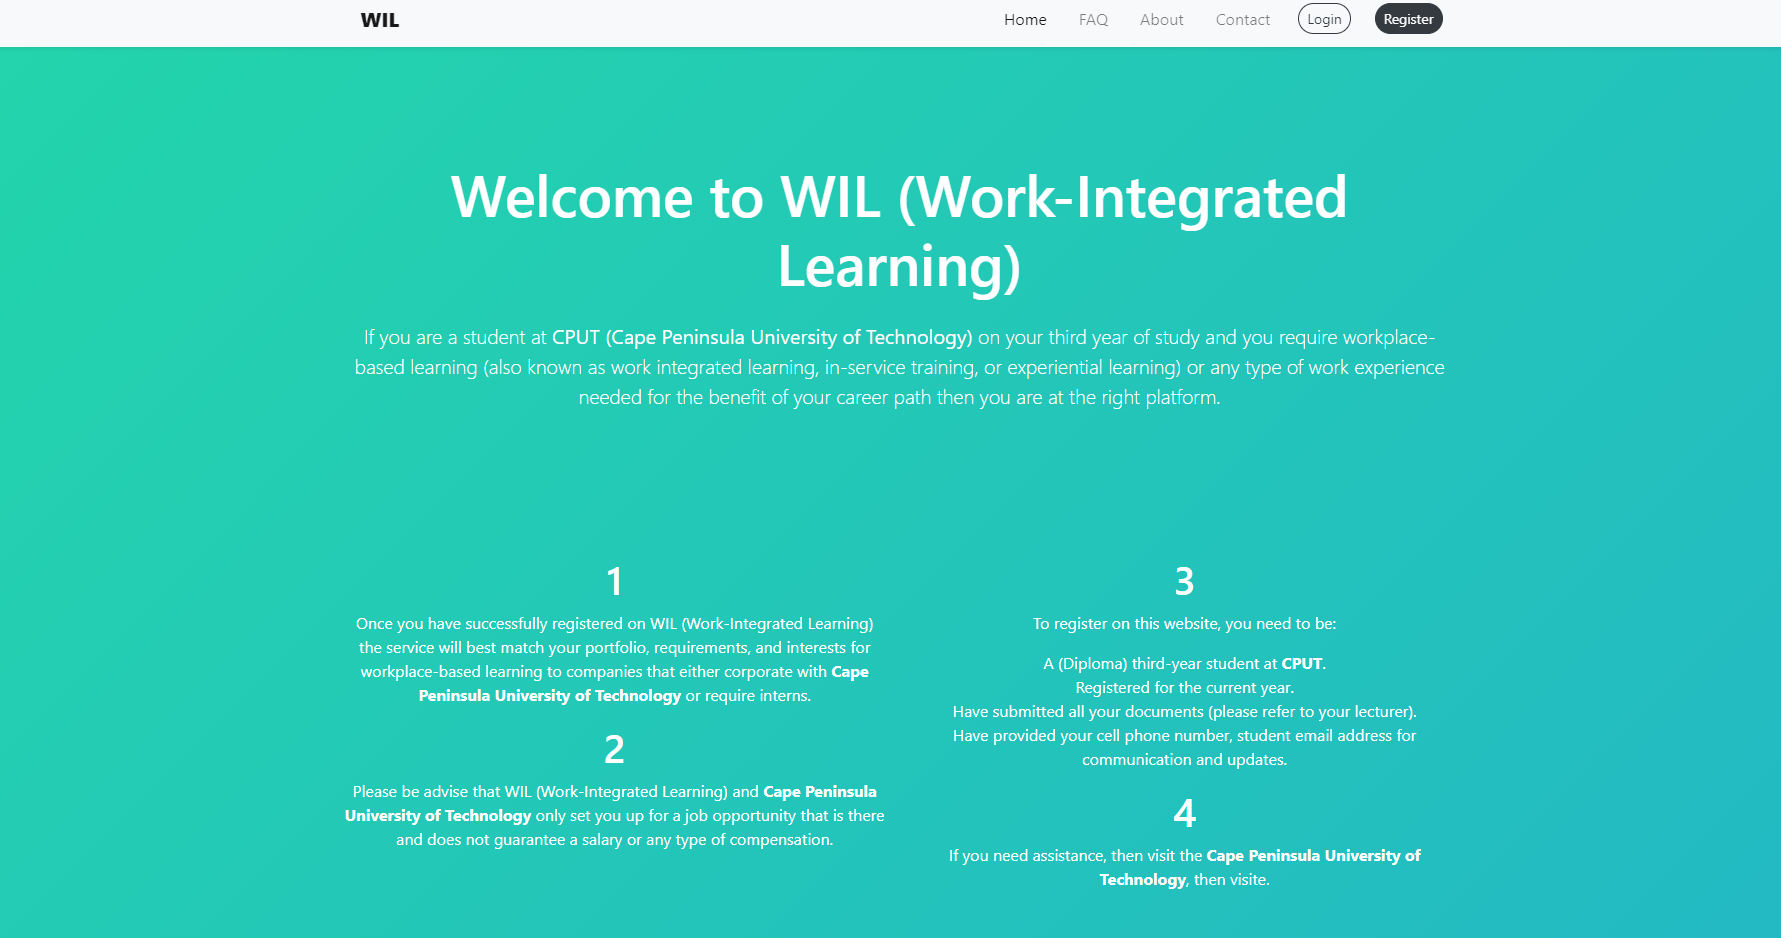 WIL
Home FAQ About Contact Login Register
Welcome to WIL (Work-Integrated
Learning)
If you are a student at CPUT (Cape Peninsula University of Technology) on your third year of study and you require workplace-
based learning (also known as work integrated learning, in-service training, or experiential learning) or any type of work experience
needed for the benefit of your career path then you are at the right platform.
1
Once you have successfully registered on WIL (Work-Integrated Learning)
the service will best match your portfolio, requirements, and interests for
workplace-based learning to companies that either corporate with Cape
Peninsula University of Technology or require interns.
2
Please be advise that WIL (Work-Integrated Learning) and Cape Peninsula
University of Technology only set you up for a job opportunity that is there
and does not guarantee a salary or any type of compensation.
3
To register on this website, you need to be:
A (Diploma) third-year student at CPUT.
Registered for the current year.
Have submitted all your documents (please refer to your lecturer).
Have provided your cell phone number, student email address for
communication and updates.
4
If you need assistance, then visit the Cape Peninsula University of
Technology, then visite.